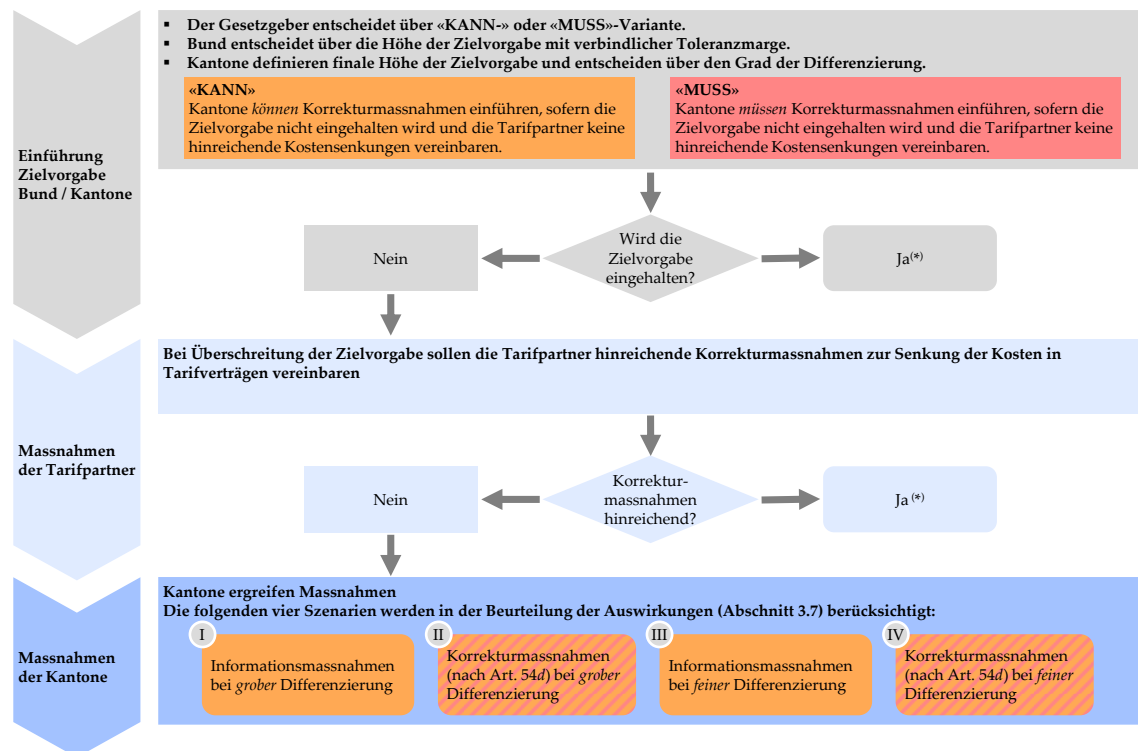 ▪ Der Gesetzgeber entscheidet über «KANN-» oder «MUSS»-Variante.
▪ Bund entscheidet über die Höhe der Zielvorgabe mit verbindlicher Toleranzmarge.
▪ Kantone definieren finale Höhe der Zielvorgabe und entscheiden über den Grad der Differenzierung.
«KANN»
Kantone können Korrekturmassnahmen einführen, sofern die
Zielvorgabe nicht eingehalten wird und die Tarifpartner keine
hinreichende Kostensenkungen vereinbaren.
«MUSS»
Kantone müssen Korrekturmassnahmen einführen, sofern die
Zielvorgabe nicht eingehalten wird und die Tarifpartner keine
hinreichende Kostensenkungen vereinbaren.
Einführung
Zielvorgabe
Bund / Kantone
Nein
Wird die
Zielvorgabe
eingehalten?
Ja(*)
Bei Überschreitung der Zielvorgabe sollen die Tarifpartner hinreichende Korrekturmassnahmen zur Senkung der Kosten in
Tarifverträgen vereinbaren
Massnahmen
der Tarifpartner
Nein
Korrektur-
massnahmen
hinreichend?
Ja (*)
Kantone ergreifen Massnahmen
Die folgenden vier Szenarien werden in der Beurteilung der Auswirkungen (Abschnitt 3.7) berücksichtigt:
Massnahmen
der Kantone
I
Informationsmassnahmen
bei grober Differenzierung
II
Korrekturmassnahmen
(nach Art. 54d) bei grober
Differenzierung
III
Informationsmassnahmen
bei feiner Differenzierung
IV
Korrekturmassnahmen
(nach Art. 54d) bei feiner
Differenzierung